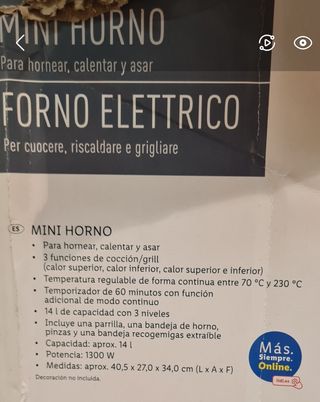 MINI HORNO
Para hornear, calentar y asar
FORNO ELETTRICO
Per cuocere, riscaldare e grigliare
ES MINI HORNO
• Para hornear, calentar y asar
• 3 funciones de cocción/grill
(calor superior, calor inferior, calor superior e inferior)
• Temperatura regulable de forma continua entre 70 °C y 230 °C
• Temporizador de 60 minutos con función
adicional de modo continuo
• 14 l de capacidad con 3 niveles
• Incluye una parrilla, una bandeja de horno,
pinzas y una bandeja recogemigas extraíble
• Capacidad: aprox. 14 l
• Potencia: 1300 W
• Medidas: aprox. 40,5 x 27,0 x 34,0 cm (L x A x F)
Decoración no incluida.
Más.
Siempre.
Online.
lidl.es